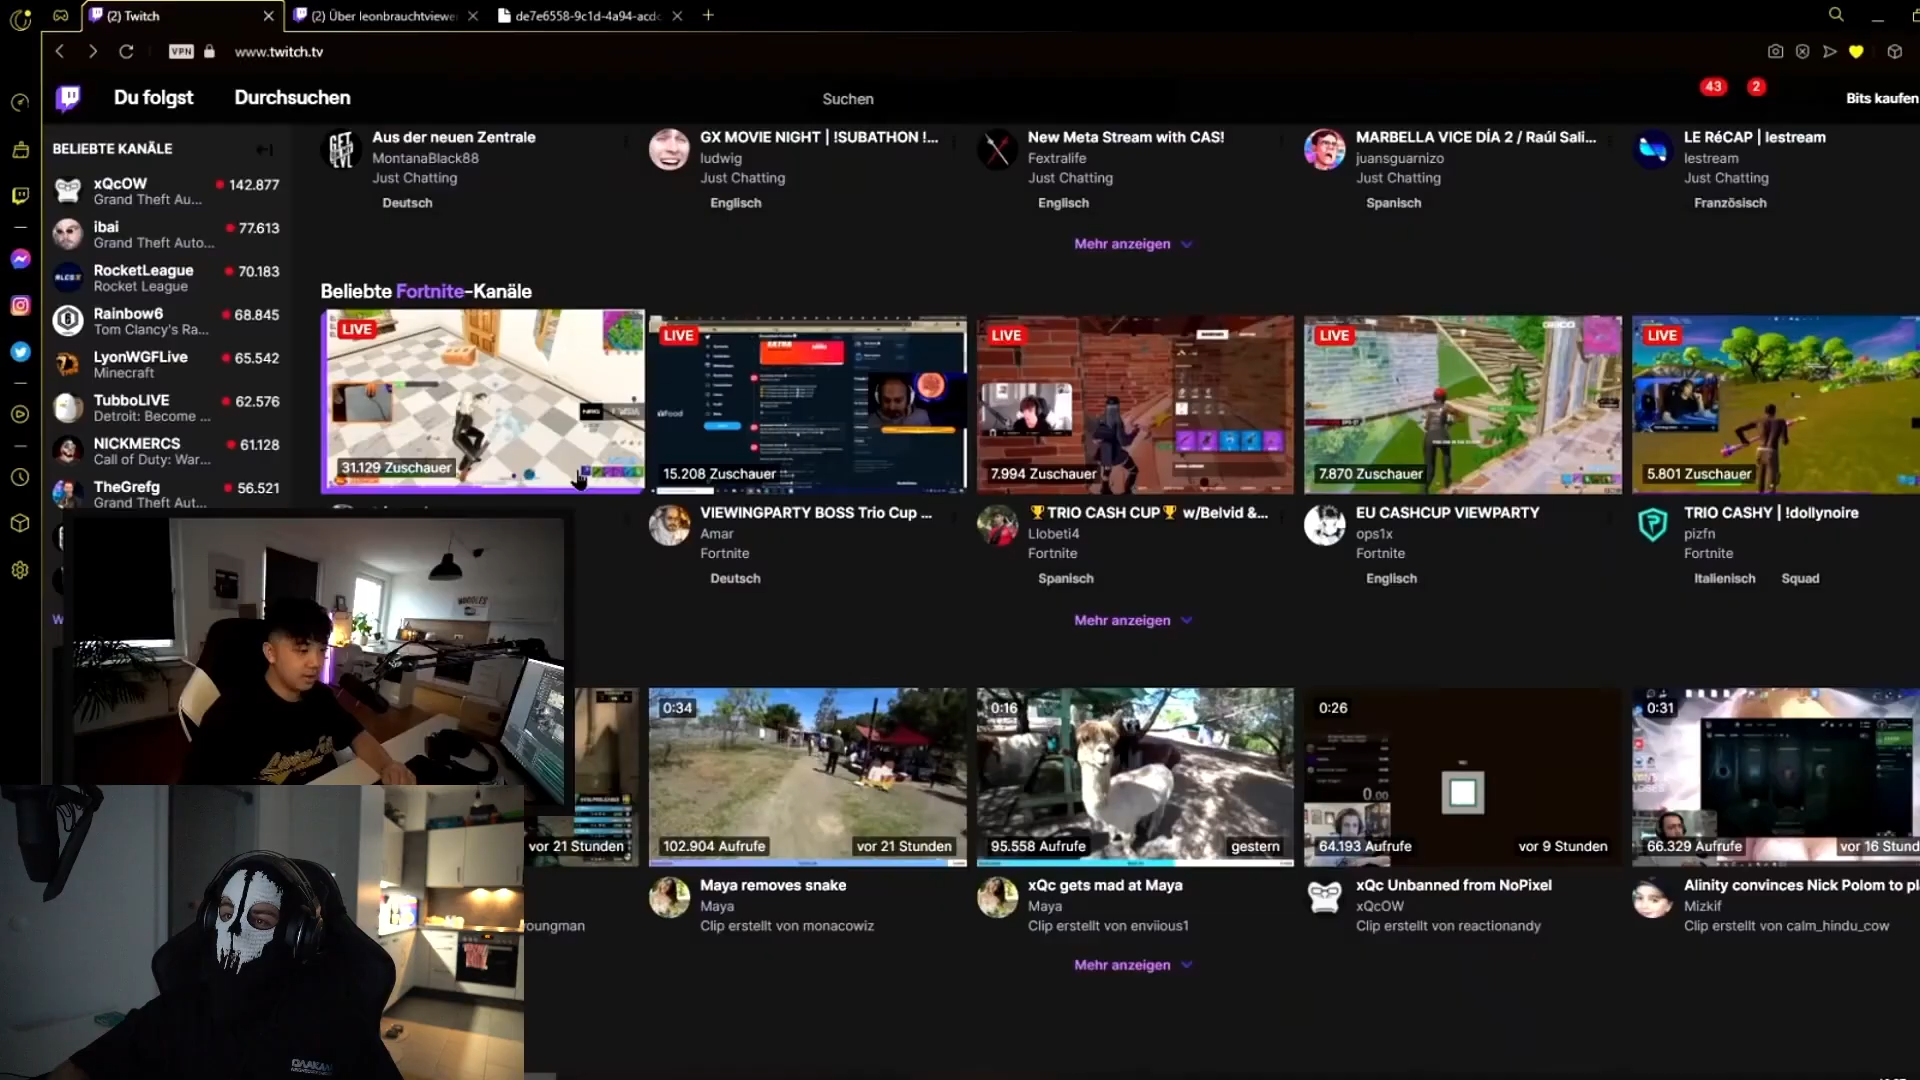 (2) Twitch
(2) Über leonbrauchtviewer
de7e6558-9c1d-4a94-acdc
VPN
www.twitch.tv
Du folgst
Durchsuchen
Suchen
43
2
Bits kaufen
BELIEBTE KANÄLE
xQcOW
142.877
Grand Theft Au...
ibai
77.613
Grand Theft Auto...
RocketLeague
70.183
Rocket League
Rainbow6
68.845
Tom Clancy's Ra...
LyonWGFLive
65.542
Minecraft
TubboLIVE
62.576
Detroit: Become ...
NICKMERCS
61.128
Call of Duty: War...
TheGrefg
56.521
Grand Theft Aut...
Aus der neuen Zentrale
MontanaBlack88
Just Chatting
Deutsch
GX MOVIE NIGHT | !SUBATHON !...
ludwig
Just Chatting
Englisch
New Meta Stream with CAS!
Fextralife
Just Chatting
Englisch
MARBELLA VICE DÍA 2 / Raúl Sali...
juansguarnizo
Just Chatting
Spanisch
LE RéCAP | lestream
lestream
Just Chatting
Französisch
Mehr anzeigen
Beliebte Fortnite-Kanäle
LIVE
31.129 Zuschauer
LIVE
15.208 Zuschauer
VIEWINGPARTY BOSS Trio Cup ...
Amar
Fortnite
Deutsch
LIVE
7.994 Zuschauer
🏆TRIO CASH CUP🏆 w/Belvid &...
Llobeti4
Fortnite
Spanisch
LIVE
7.870 Zuschauer
EU CASHCUP VIEWPARTY
ops1x
Fortnite
Englisch
LIVE
5.801 Zuschauer
TRIO CASHY | !dollynoire
pizfn
Fortnite
Italienisch
Squad
Mehr anzeigen
vor 21 Stunden
oungman
0:34
102.904 Aufrufe
vor 21 Stunden
Maya removes snake
Maya
Clip erstellt von monacowiz
0:16
95.558 Aufrufe
gestern
xQc gets mad at Maya
Maya
Clip erstellt von enviious1
0:26
64.193 Aufrufe
vor 9 Stunden
xQc Unbanned from NoPixel
xQcOW
Clip erstellt von reactionandy
0:31
66.329 Aufrufe
vor 16 Stund
Alinity convinces Nick Polom to pl
Mizkif
Clip erstellt von calm_hindu_cow
Mehr anzeigen